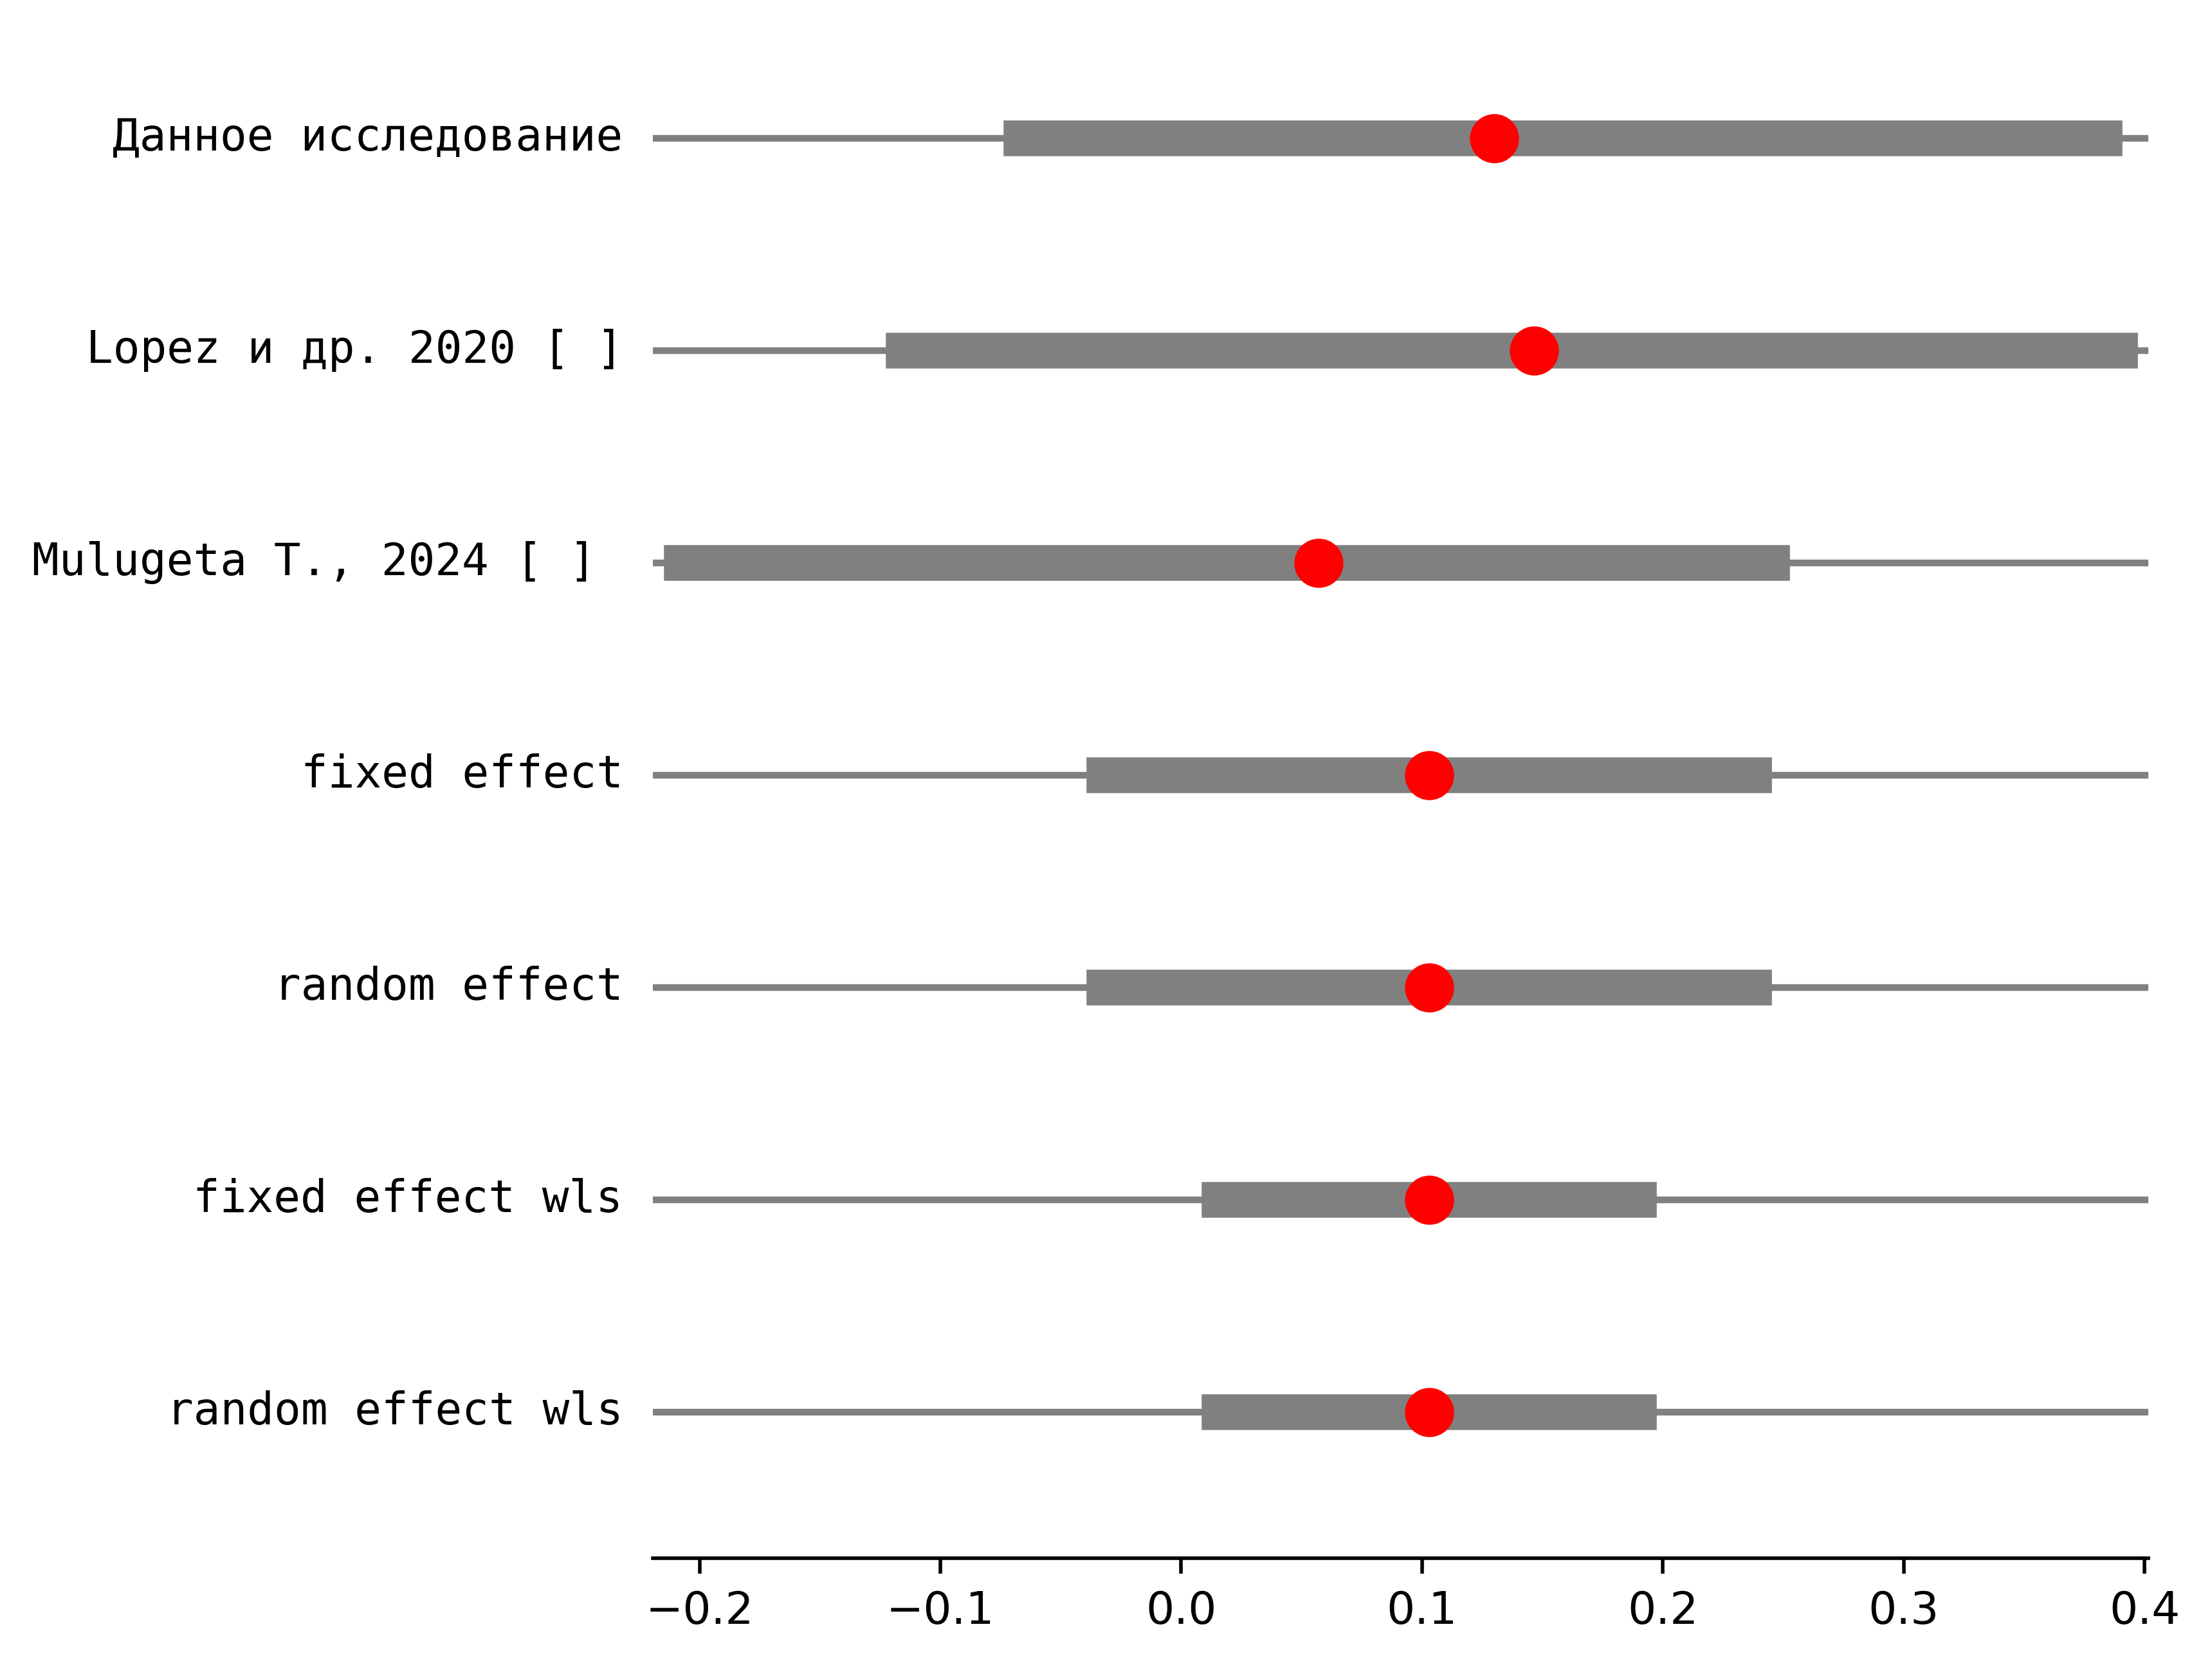 Данное исследование
Lopez и др. 2020 [ ]
Mulugeta T., 2024 [ ]
fixed effect
random effect
fixed effect wls
random effect wls
−0.2 −0.1 0.0 0.1 0.2 0.3 0.4